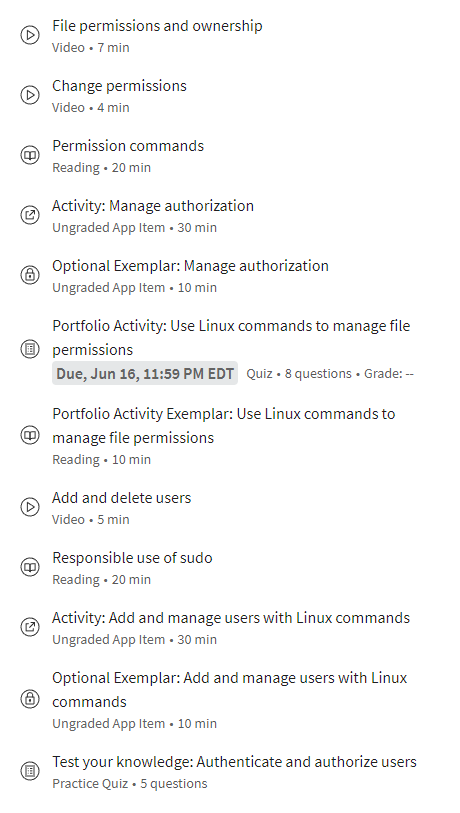 File permissions and ownership
Video • 7 min
Change permissions
Video • 4 min
Permission commands
Reading • 20 min
Activity: Manage authorization
Ungraded App Item • 30 min
Optional Exemplar: Manage authorization
Ungraded App Item • 10 min
Portfolio Activity: Use Linux commands to manage file
permissions
Due, Jun 16, 11:59 PM EDT Quiz • 8 questions • Grade: --
Portfolio Activity Exemplar: Use Linux commands to
manage file permissions
Reading • 10 min
Add and delete users
Video • 5 min
Responsible use of sudo
Reading • 20 min
Activity: Add and manage users with Linux commands
Ungraded App Item • 30 min
Optional Exemplar: Add and manage users with Linux
commands
Ungraded App Item • 10 min
Test your knowledge: Authenticate and authorize users
Practice Quiz • 5 questions